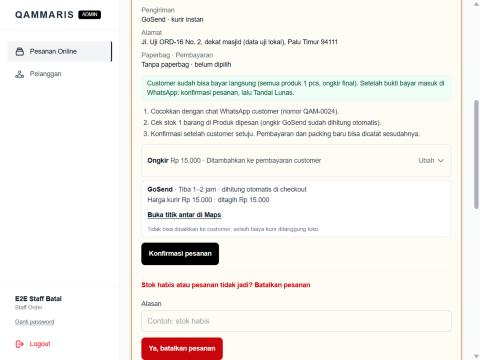 QAMMARIS ADMIN
Pesanan Online
Pelanggan
E2E Staff Batal
Staff Order
Ganti password
Logout
Pengiriman
GoSend · kurir instan
Alamat
Jl. Uji ORD-16 No. 2, dekat masjid (data uji lokal), Palu Timur 94111
Paperbag · Pembayaran
Tanpa paperbag · belum dipilih
Customer sudah bisa bayar langsung (semua produk 1 pcs, ongkir final). Setelah bukti bayar masuk di
WhatsApp: konfirmasi pesanan, lalu Tandai Lunas.
1. Cocokkan dengan chat WhatsApp customer (nomor QAM-0024).
2. Cek stok 1 barang di Produk dipesan (ongkir GoSend sudah dihitung otomatis).
3. Konfirmasi setelah customer setuju. Pembayaran dan packing baru bisa dicatat sesudahnya.
Ongkir Rp 15.000 · Ditambahkan ke pembayaran customer
Ubah
GoSend · Tiba 1–2 jam · dihitung otomatis di checkout
Harga kurir Rp 15.000 · ditagih Rp 15.000
Buka titik antar di Maps
Tidak bisa dinaikkan ke customer; selisih biaya kurir ditanggung toko
Konfirmasi pesanan
Stok habis atau pesanan tidak jadi? Batalkan pesanan
Alasan
Contoh: stok habis
Ya, batalkan pesanan